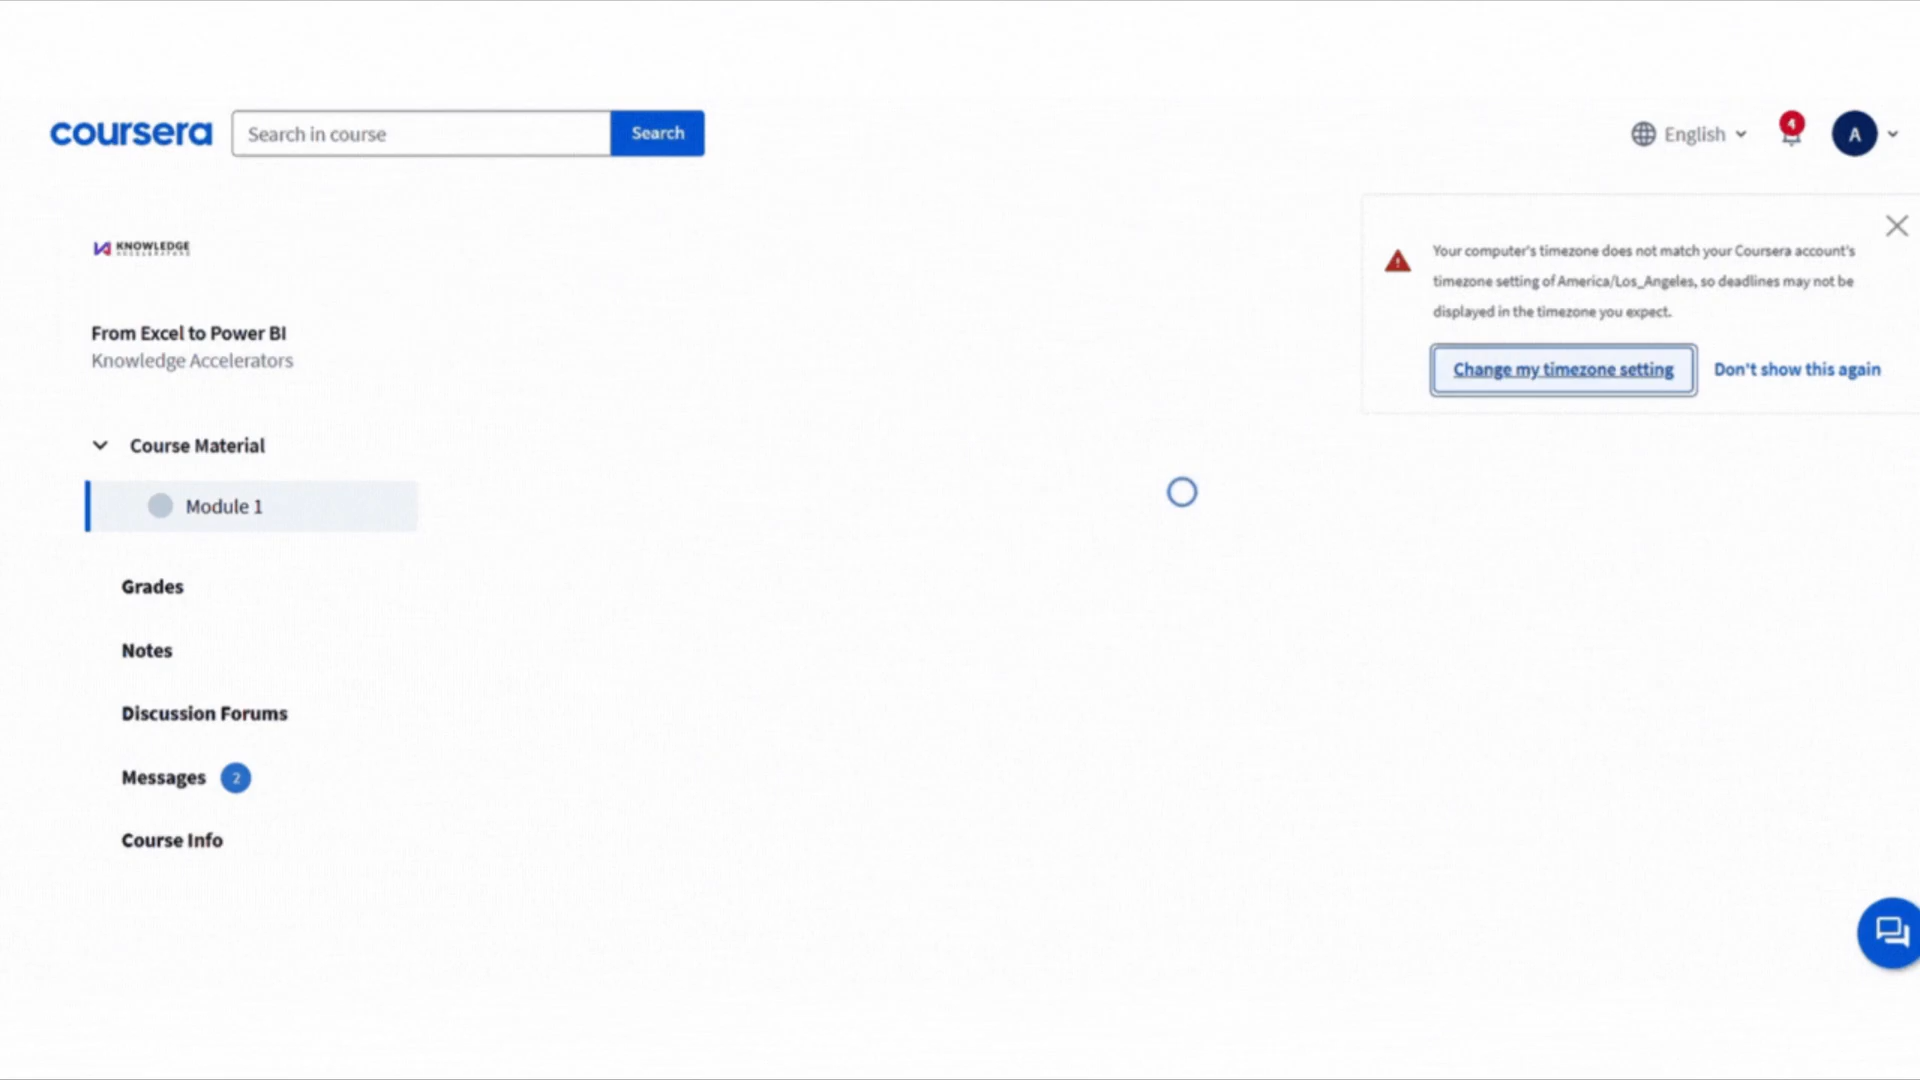 coursera
Search in course
Search
English
4
A
KNOWLEDGE
ACCELERATORS
Your computer's timezone does not match your Coursera account's
timezone setting of America/Los_Angeles, so deadlines may not be
displayed in the timezone you expect.
Change my timezone setting
Don't show this again
From Excel to Power BI
Knowledge Accelerators
Course Material
Module 1
Grades
Notes
Discussion Forums
Messages 2
Course Info